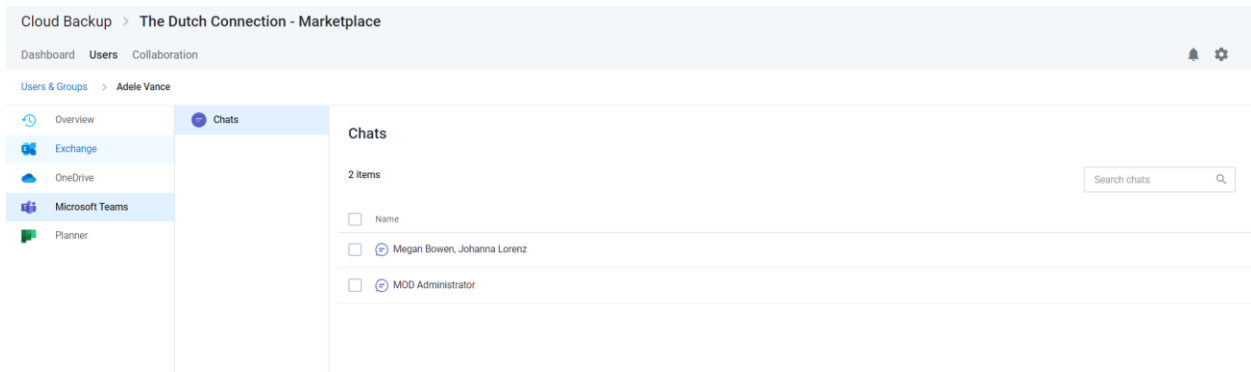 Cloud Backup > The Dutch Connection - Marketplace
Dashboard Users Collaboration
Users & Groups > Adele Vance
Overview
Exchange
OneDrive
Microsoft Teams
Planner
Chats
Chats
2 items
Search chats
Name
Megan Bowen, Johanna Lorenz
MOD Administrator